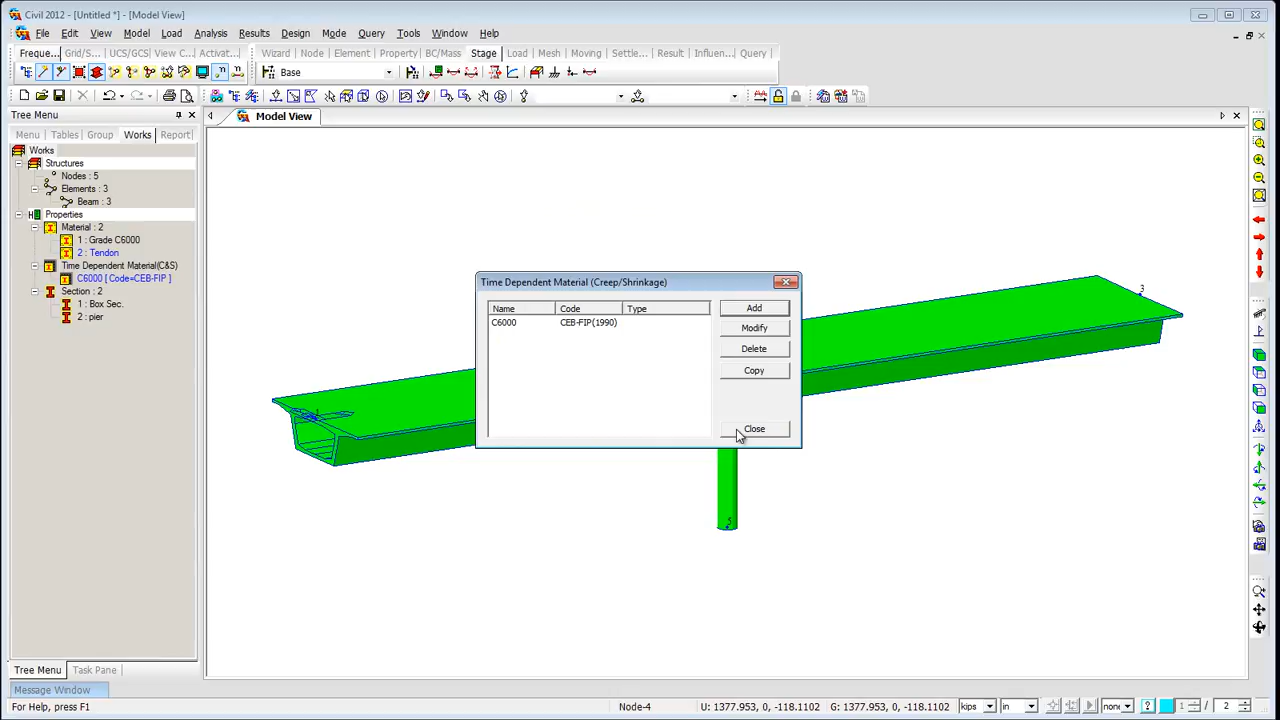 Civil 2012 - [Untitled *] - [Model View]
File Edit View Model Load Analysis Results Design Mode Query Tools Window Help
Freque... Grid/S... UCS/GCS View C... Activat... Wizard Node Element Property BC/Mass Stage Load Mesh Moving Settle... Result Influen... Query
Base
Tree Menu
Model View
Menu Tables Group Works Report
Works
Structures
Nodes : 5
Elements : 3
Beam : 3
Properties
Material : 2
1 : Grade C6000
2 : Tendon
Time Dependent Material(C&S)
C6000 [ Code=CEB-FIP ]
Section : 2
1 : Box Sec.
2 : pier
Time Dependent Material (Creep/Shrinkage)
Name Code Type
C6000 CEB-FIP(1990)
Add
Modify
Delete
Copy
Close
3
5
Tree Menu Task Pane
Message Window
For Help, press F1
Node-4
U: 1377.953, 0, -118.1102
G: 1377.953, 0, -118.1102
kips
in
none
1 / 2